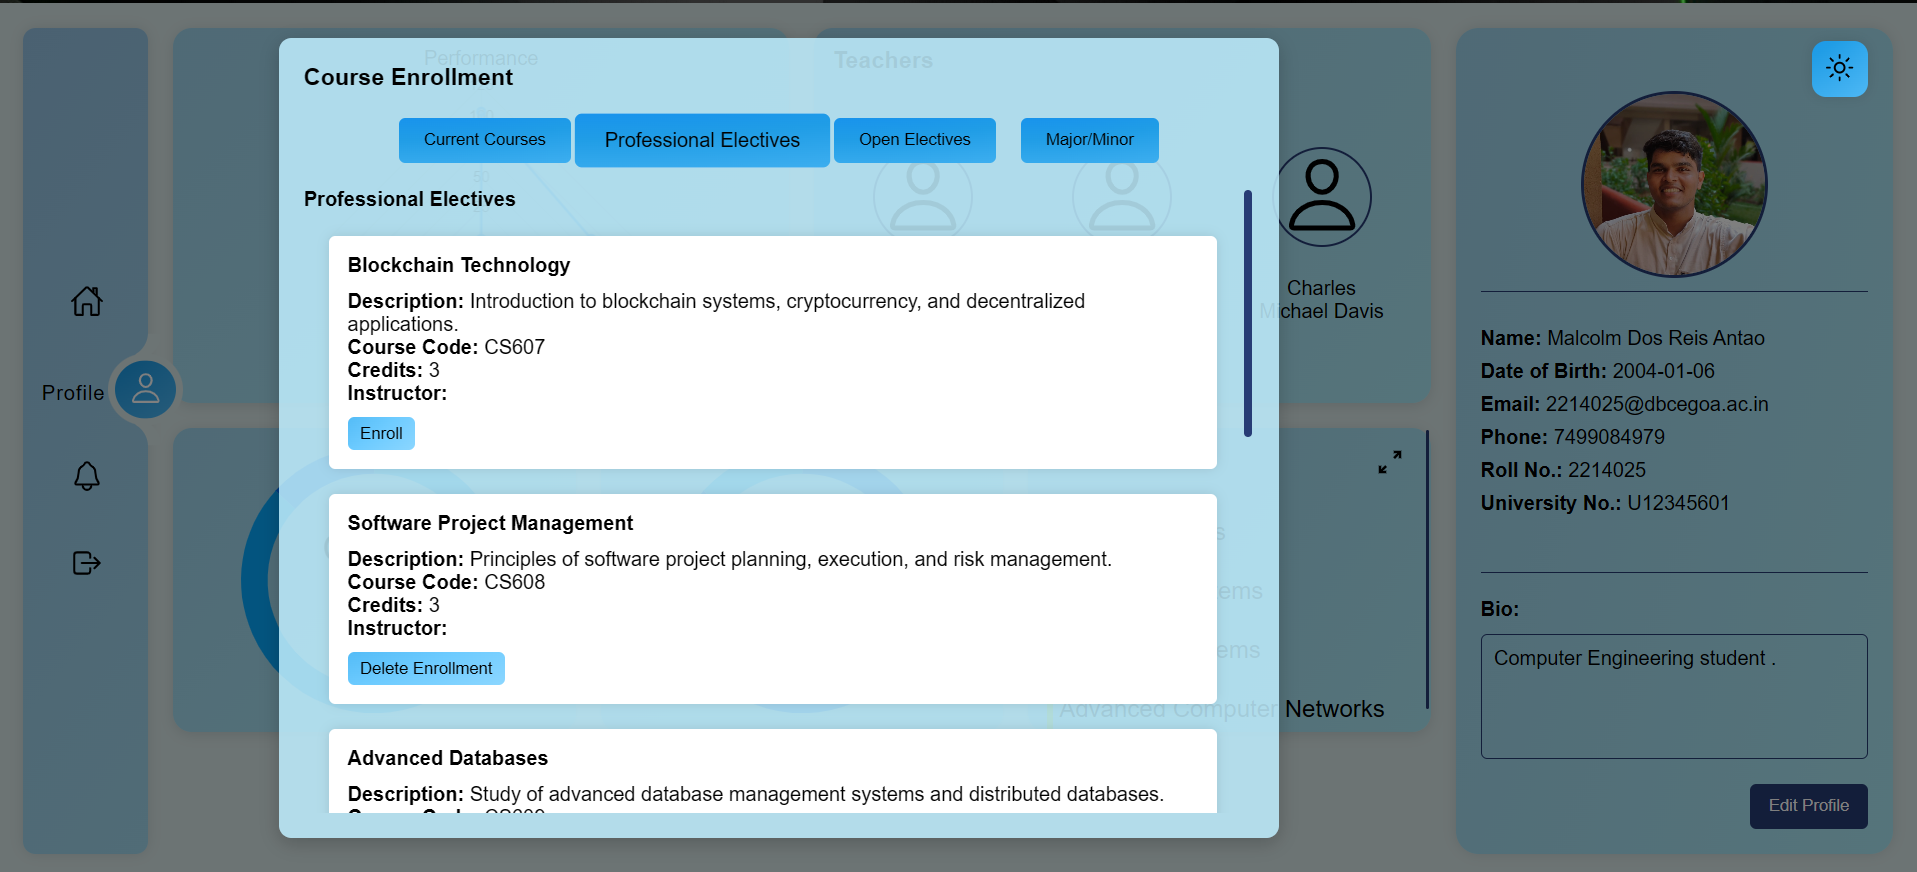 Profile
Performance
Teachers
Course Enrollment
Current Courses
Professional Electives
Open Electives
Major/Minor
50
Professional Electives
Blockchain Technology
Description: Introduction to blockchain systems, cryptocurrency, and decentralized
applications.
Course Code: CS607
Credits: 3
Instructor:
Enroll
Software Project Management
Description: Principles of software project planning, execution, and risk management.
Course Code: CS608
Credits: 3
Instructor:
Delete Enrollment
Advanced Databases
Description: Study of advanced database management systems and distributed databases.
Charles
Michael Davis
Advanced Computer Networks
Name: Malcolm Dos Reis Antao
Date of Birth: 2004-01-06
Email: 2214025@dbcegoa.ac.in
Phone: 7499084979
Roll No.: 2214025
University No.: U12345601
Bio:
Computer Engineering student .
Edit Profile